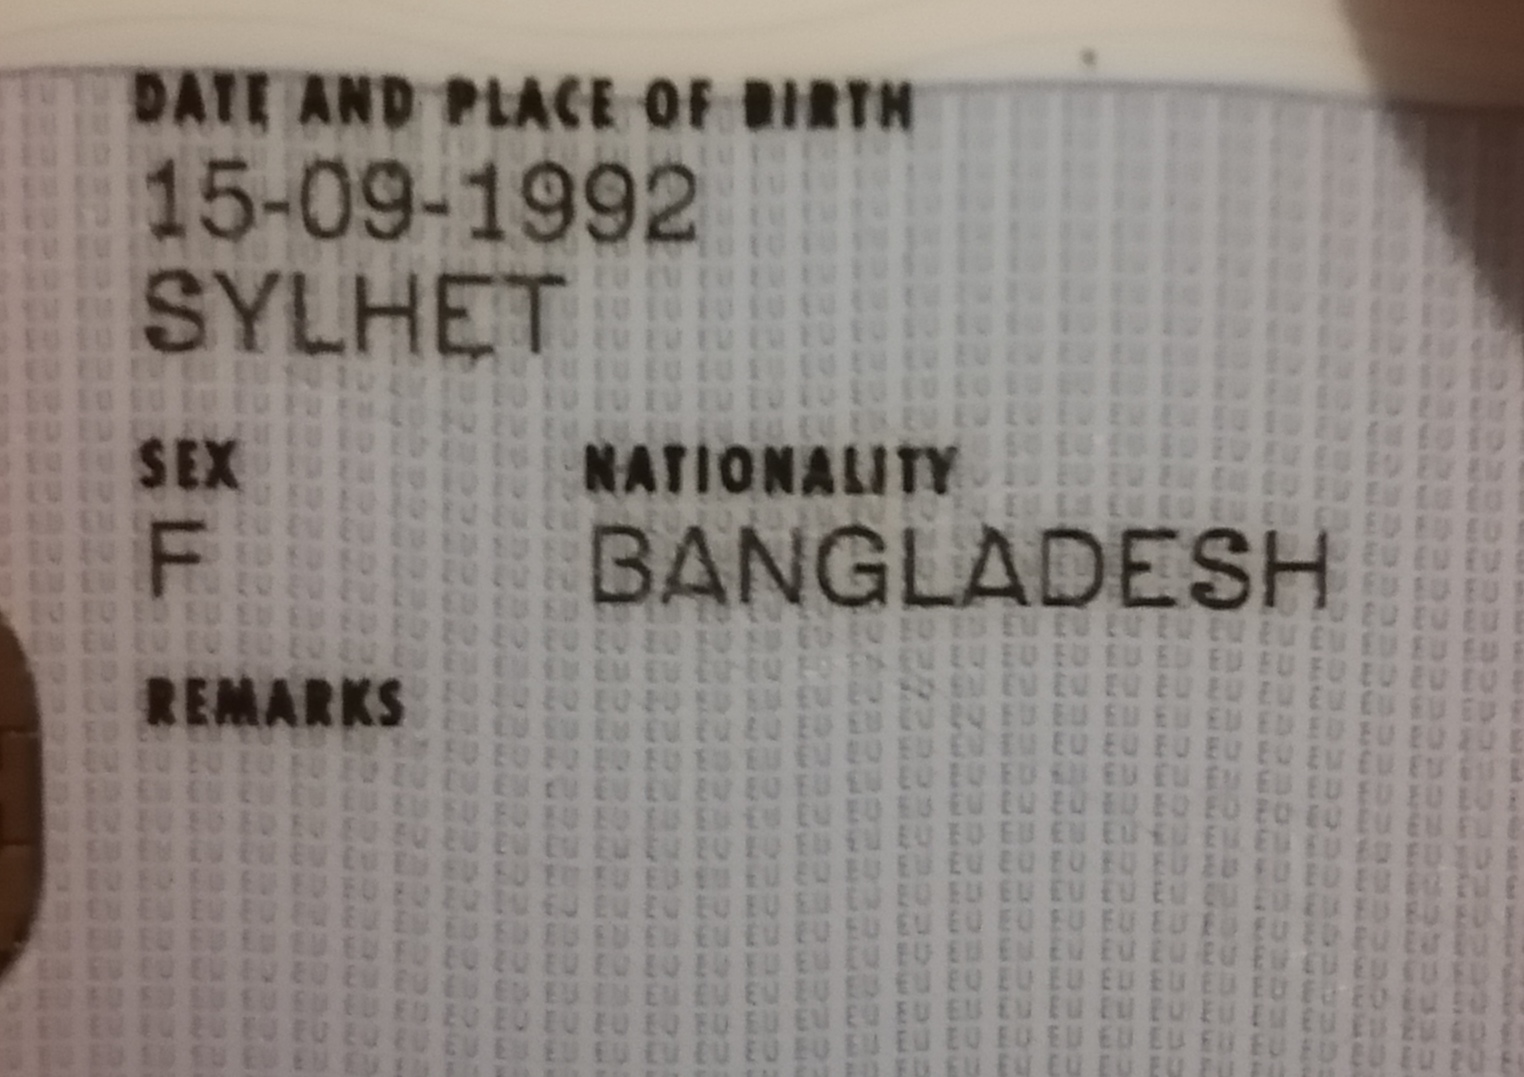 DATE AND PLACE OF BIRTH
15-09-1992
SYLHET
SEX NATIONALITY
F BANGLADESH
REMARKS